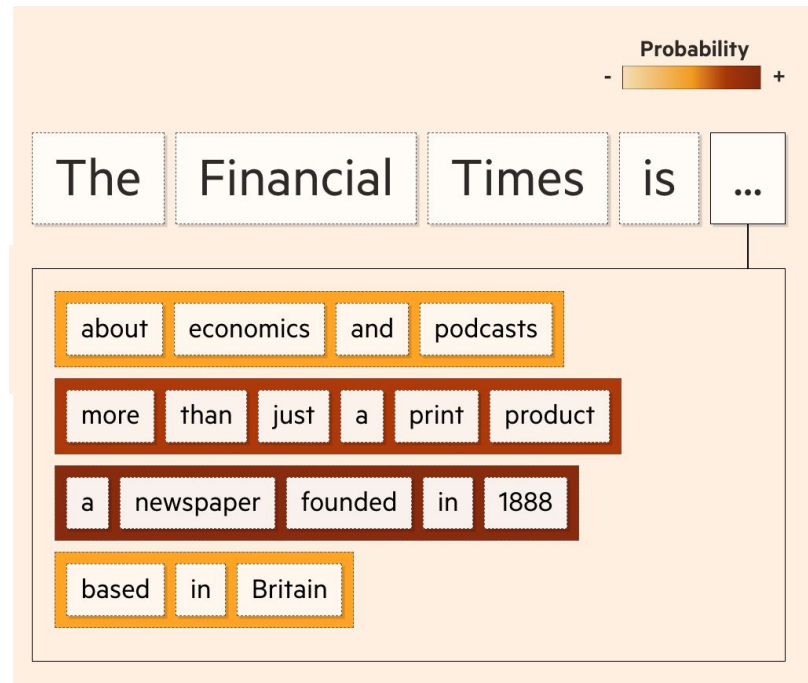 Probability
- +
The Financial Times is ...
about economics and podcasts
more than just a print product
a newspaper founded in 1888
based in Britain